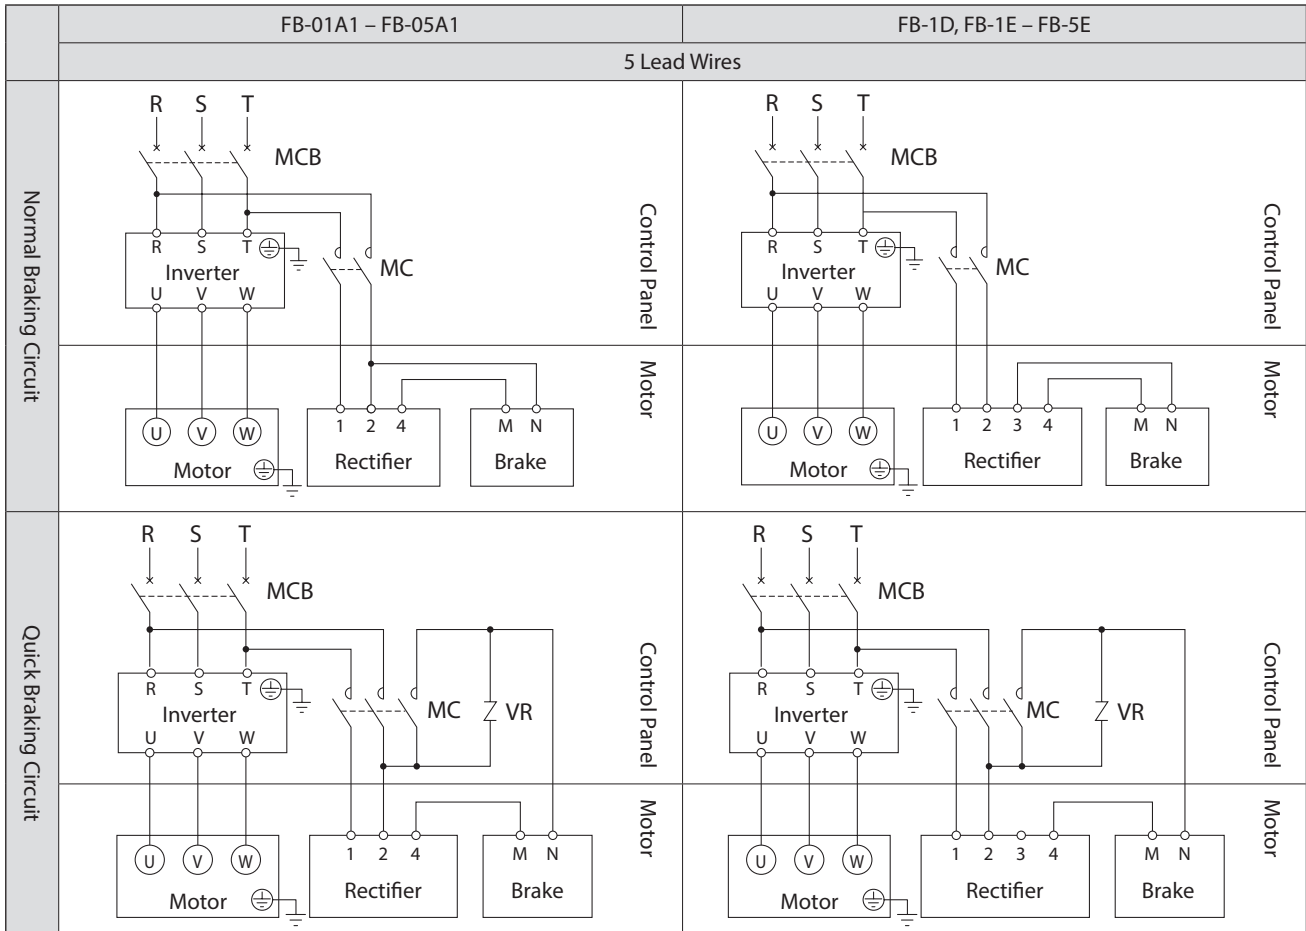 FB-01A1 – FB-05A1
FB-1D, FB-1E – FB-5E
5 Lead Wires
Normal Braking Circuit
R S T
MCB
R S T
Inverter
U V W
MC
Control Panel
Motor
U V W
Motor
1 2 4
Rectifier
M N
Brake
R S T
MCB
R S T
Inverter
U V W
MC
Control Panel
Motor
U V W
Motor
1 2 3 4
Rectifier
M N
Brake
Quick Braking Circuit
R S T
MCB
R S T
Inverter
U V W
MC
VR
Control Panel
Motor
U V W
Motor
1 2 4
Rectifier
M N
Brake
R S T
MCB
R S T
Inverter
U V W
MC
VR
Control Panel
Motor
U V W
Motor
1 2 3 4
Rectifier
M N
Brake